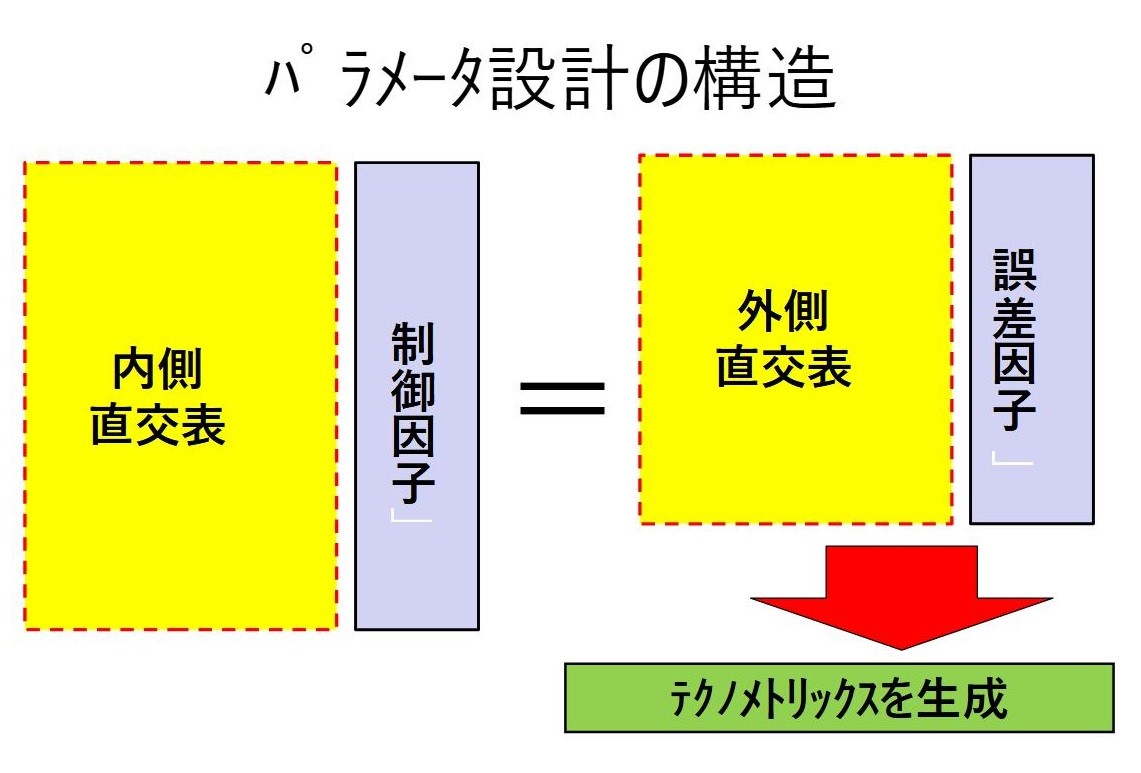 ﾊﾟﾗﾒｰﾀ設計の構造
内側
直交表
制御因子」
＝
外側
直交表
誤差因子」
ﾃｸﾉﾒﾄﾘｯｸｽを生成